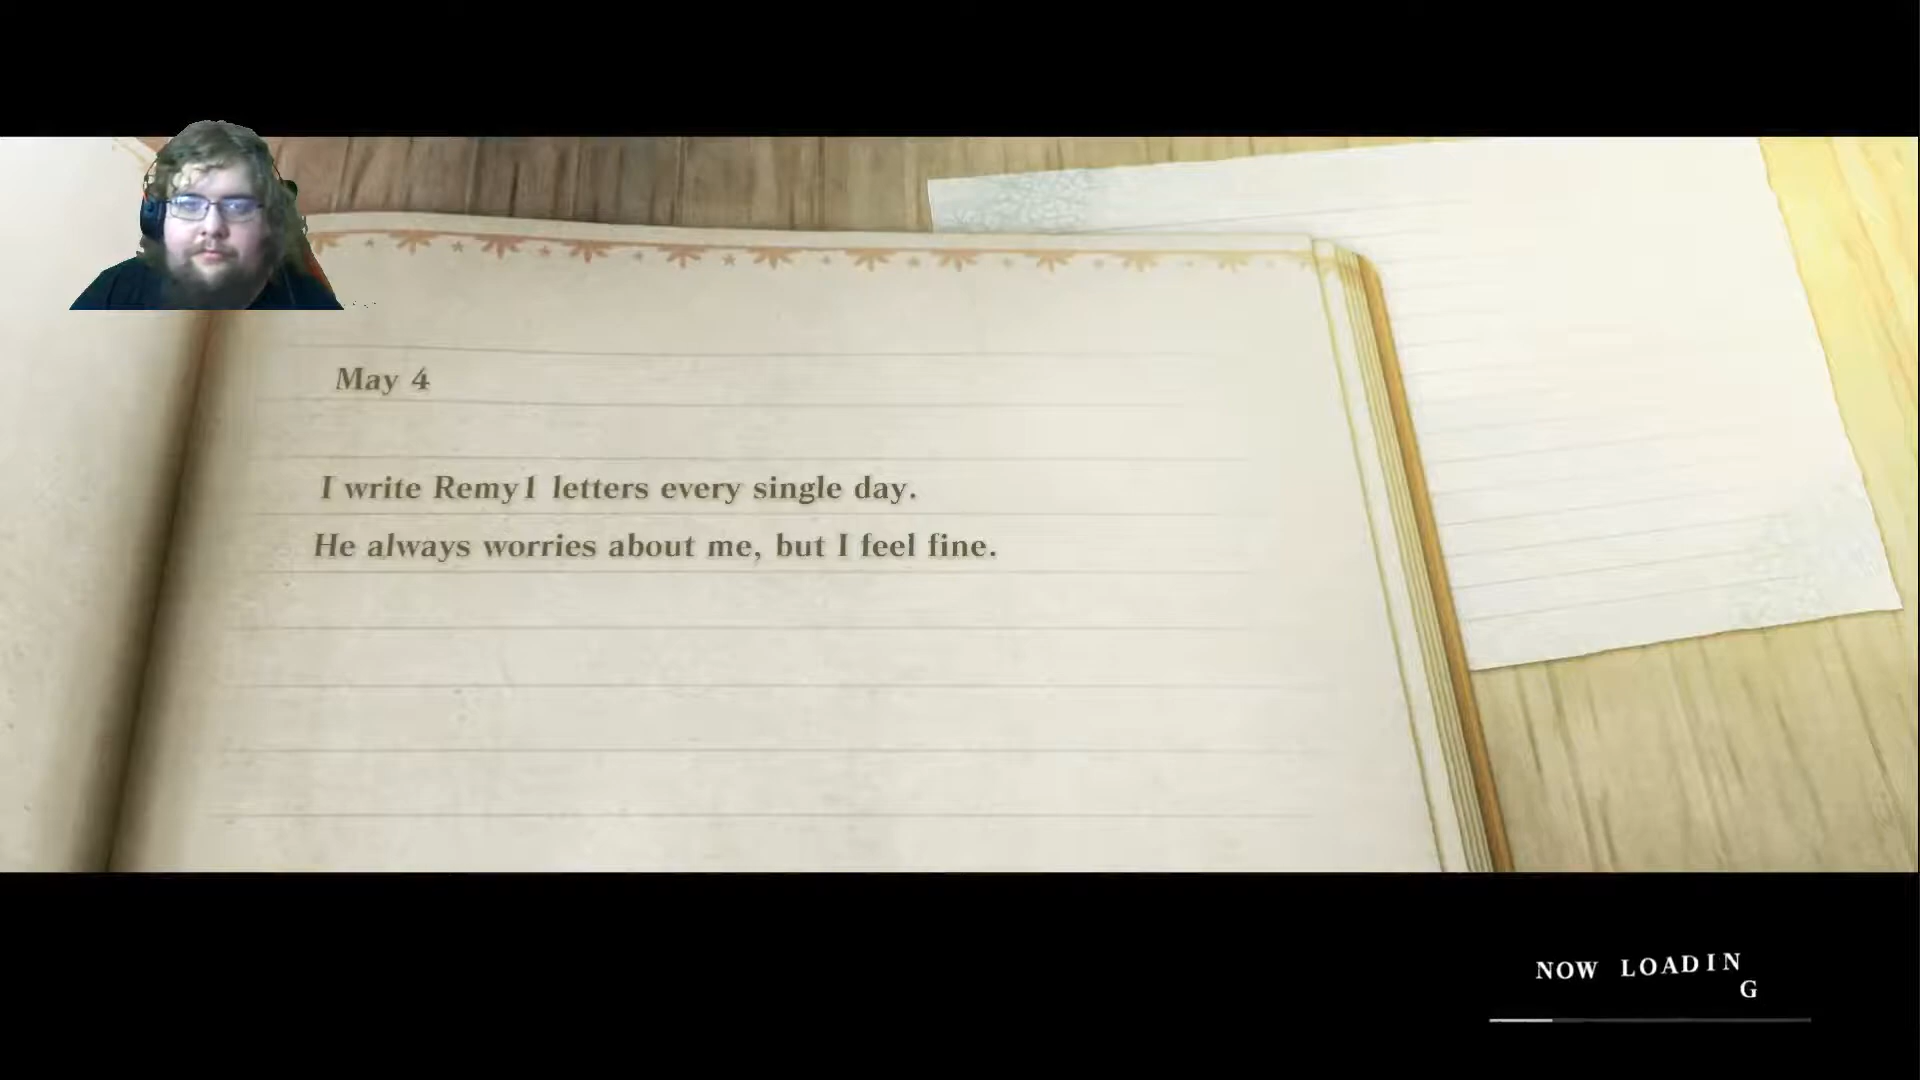 May 4
I write Remy1 letters every single day.
He always worries about me, but I feel fine.
NOW LOADING